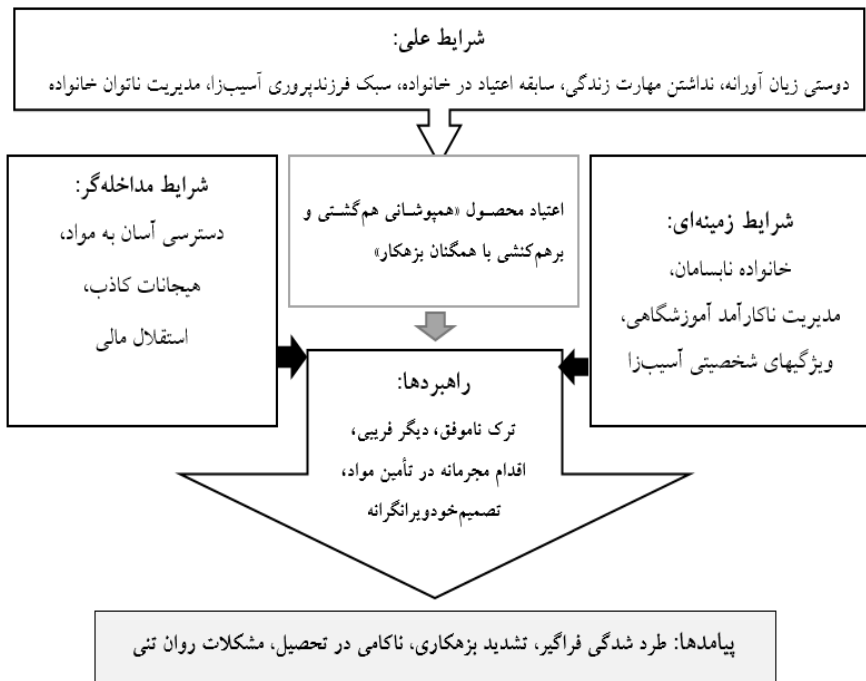 شرایط علی:
دوستی زیان آورانه، نداشتن مهارت زندگی، سابقه اعتیاد در خانواده، سبک فرزندپروری آسیب‌زا، مدیریت ناتوان خانواده
شرایط زمینه‌ای:
خانواده نابسامان،
مدیریت ناکارآمد آموزشگاهی،
ویژگیهای شخصیتی آسیب‌زا
اعتیاد محصول «همپوشانی هم‌گشتی و
برهم‌کنشی با همگنان بزهکار»
شرایط مداخله‌گر:
دسترسی آسان به مواد،
هیجانات کاذب،
استقلال مالی
راهبردها:
ترک ناموفق، دیگر فریبی،
اقدام مجرمانه در تأمین مواد،
تصمیم‌خودویرانگرانه
پیامدها: طرد شدگی فراگیر، تشدید بزهکاری، ناکامی در تحصیل، مشکلات روان تنی